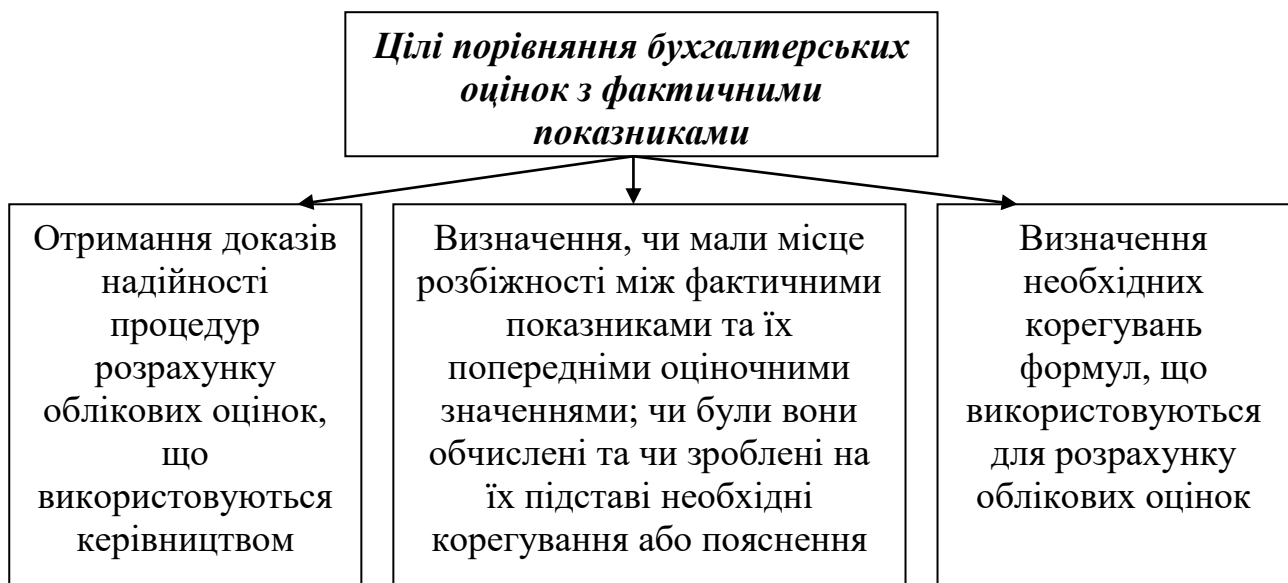 Цілі порівняння бухгалтерських
оцінок з фактичними
показниками
Отримання доказів
надійності
процедур
розрахунку
облікових оцінок,
що
використовуються
керівництвом
Визначення, чи мали місце
розбіжності між фактичними
показниками та їх
попередніми оціночними
значеннями; чи були вони
обчислені та чи зроблені на
їх підставі необхідні
корегування або пояснення
Визначення
необхідних
корегувань
формул, що
використовуються
для розрахунку
облікових оцінок